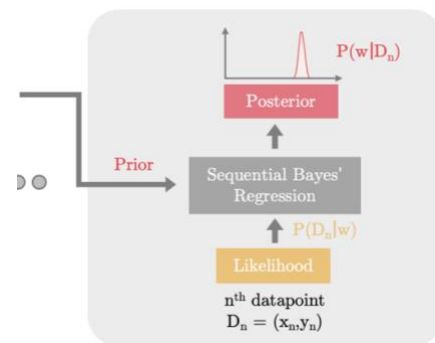 P(w|Dₙ)
Posterior
Prior
Sequential Bayes'
Regression
P(Dₙ|w)
Likelihood
nᵗʰ datapoint
Dₙ = (xₙ,yₙ)